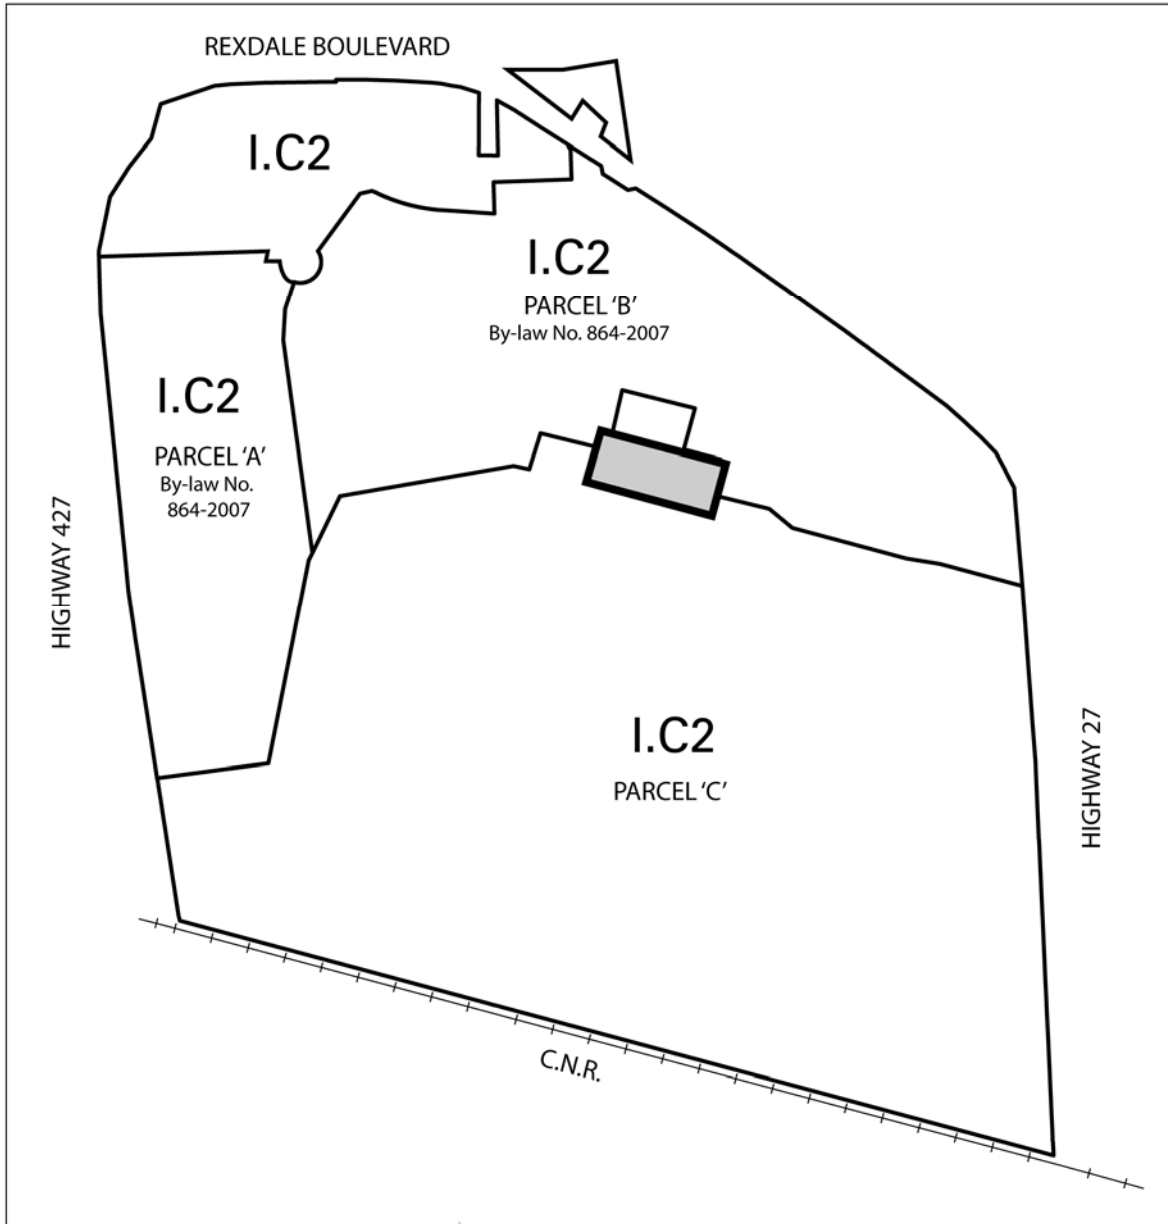 REXDALE BOULEVARD
I.C2
I.C2
PARCEL ‘B’
By-law No. 864-2007
I.C2
PARCEL ‘A’
By-law No.
864-2007
HIGHWAY 427
I.C2
PARCEL ‘C’
HIGHWAY 27
C.N.R.